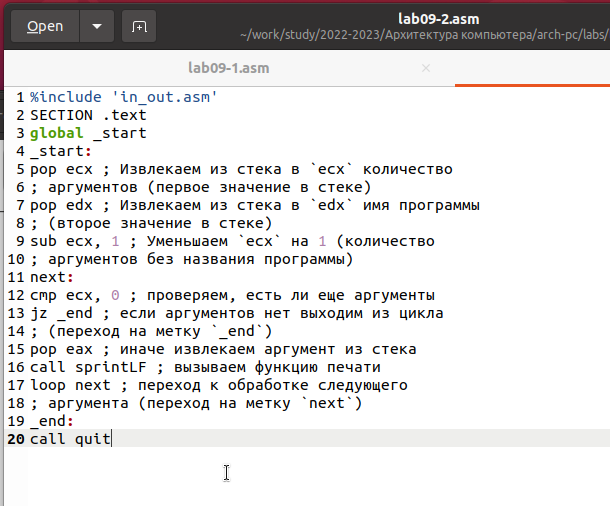 Open
lab09-2.asm
~/work/study/2022-2023/Архитектура компьютера/arch-pc/labs/
lab09-1.asm
1 %include 'in_out.asm'
2 SECTION .text
3 global _start
4 _start:
5 pop ecx ; Извлекаем из стека в `ecx` количество
6 ; аргументов (первое значение в стеке)
7 pop edx ; Извлекаем из стека в `edx` имя программы
8 ; (второе значение в стеке)
9 sub ecx, 1 ; Уменьшаем `ecx` на 1 (количество
10 ; аргументов без названия программы)
11 next:
12 cmp ecx, 0 ; проверяем, есть ли еще аргументы
13 jz _end ; если аргументов нет выходим из цикла
14 ; (переход на метку `_end`)
15 pop eax ; иначе извлекаем аргумент из стека
16 call sprintLF ; вызываем функцию печати
17 loop next ; переход к обработке следующего
18 ; аргумента (переход на метку `next`)
19 _end:
20 call quit